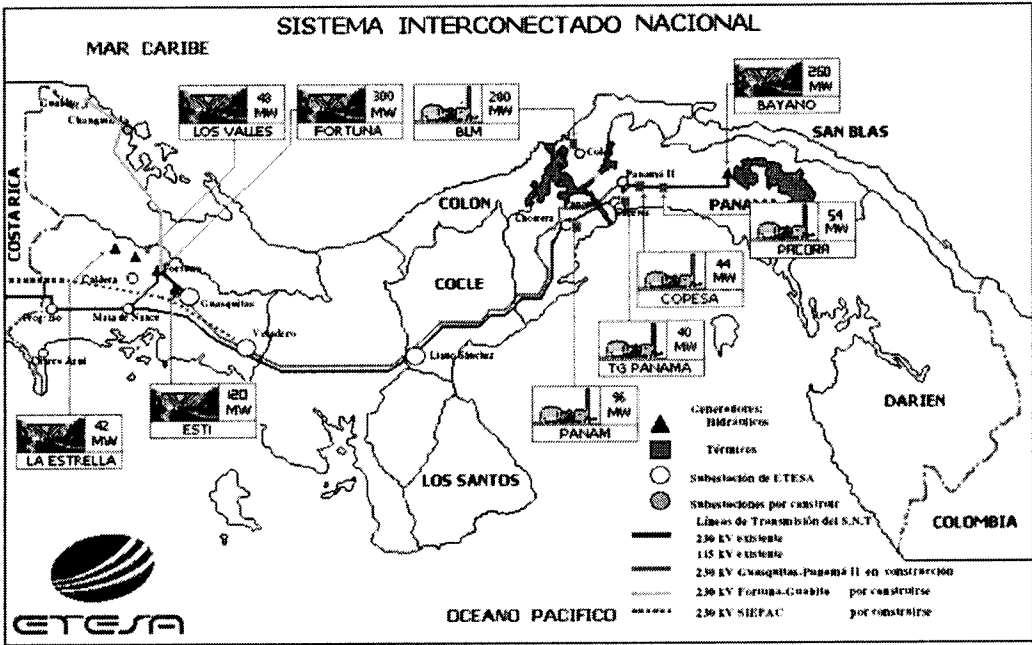 SISTEMA INTERCONECTADO NACIONAL
MAR CARIBE
48 MW
LOS VALLES
300 MW
FORTUNA
280 MW
BLM
260 MW
BAYANO
SAN BLAS
COSTA RICA
COLON
Panamá II
PANAMA
Chorrera
54 MW
PACORA
44 MW
COPESA
COCLE
Caldera
Fortuna
Guasquitas
Mata de Nance
Veladero
Llano Sánchez
40 MW
TG PANAMA
120 MW
ESTI
96 MW
PANAM
42 MW
LA ESTRELLA
DARIEN
LOS SANTOS
COLOMBIA
Generadores:
Hidráulicos
Térmicos
Subestación de ETESA
Subestaciones por construir
Líneas de Transmisión del S.N.T
230 kV existente
115 kV existente
230 kV Guasquitas-Panamá II en construcción
230 kV Fortuna-Guabito por construirse
230 kV SIEPAC por construirse
OCEANO PACIFICO
ETESA